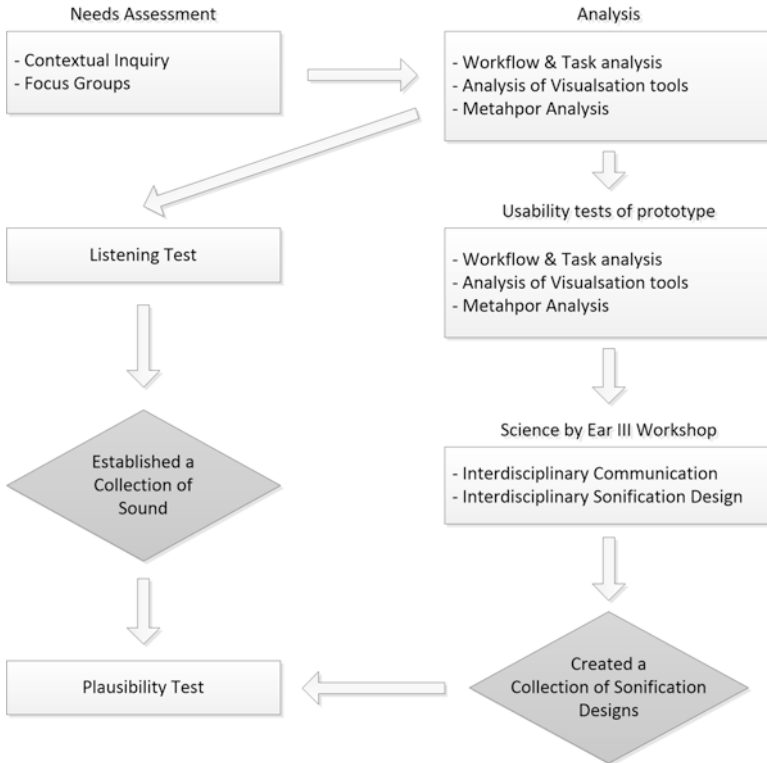 Needs Assessment
- Contextual Inquiry
- Focus Groups
Analysis
- Workflow & Task analysis
- Analysis of Visualsation tools
- Metahpor Analysis
Usability tests of prototype
- Workflow & Task analysis
- Analysis of Visualsation tools
- Metahpor Analysis
Listening Test
Science by Ear III Workshop
- Interdisciplinary Communication
- Interdisciplinary Sonification Design
Established a
Collection of
Sound
Created a
Collection of Sonification
Designs
Plausibility Test